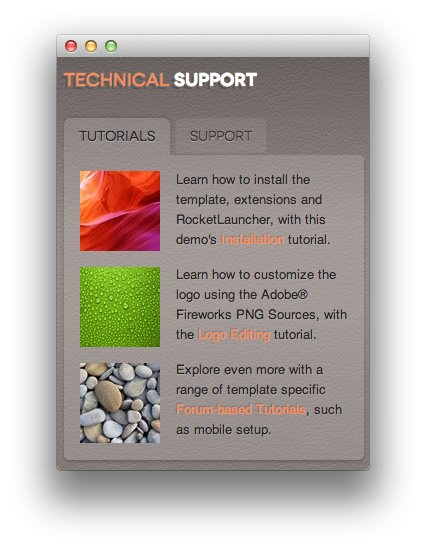 TECHNICAL SUPPORT
TUTORIALS
SUPPORT
Learn how to install the
template, extensions and
RocketLauncher, with this
demo's Installation tutorial.
Learn how to customize the
logo using the Adobe®
Fireworks PNG Sources, with
the Logo Editing tutorial.
Explore even more with a
range of template specific
Forum-based Tutorials, such
as mobile setup.